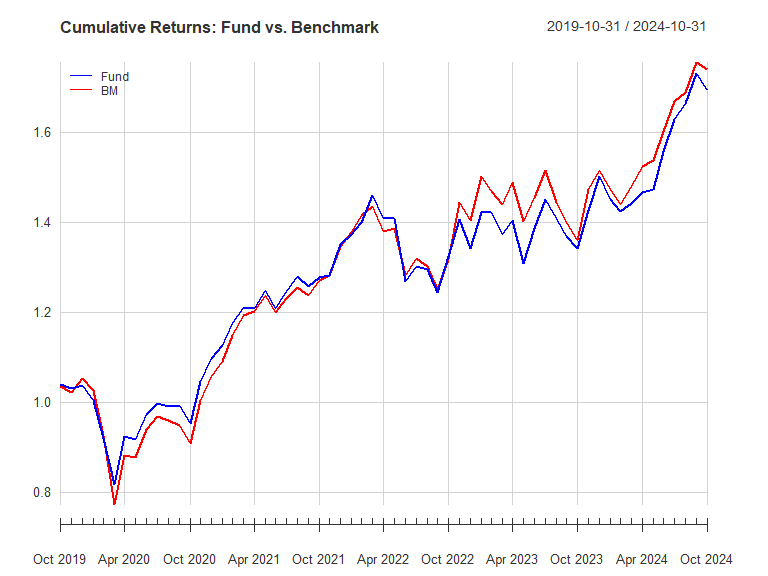 Cumulative Returns: Fund vs. Benchmark
2019-10-31 / 2024-10-31
Fund
BM
1.6
1.4
1.2
1.0
0.8
Oct 2019 Apr 2020 Oct 2020 Apr 2021 Oct 2021 Apr 2022 Oct 2022 Apr 2023 Oct 2023 Apr 2024 Oct 2024